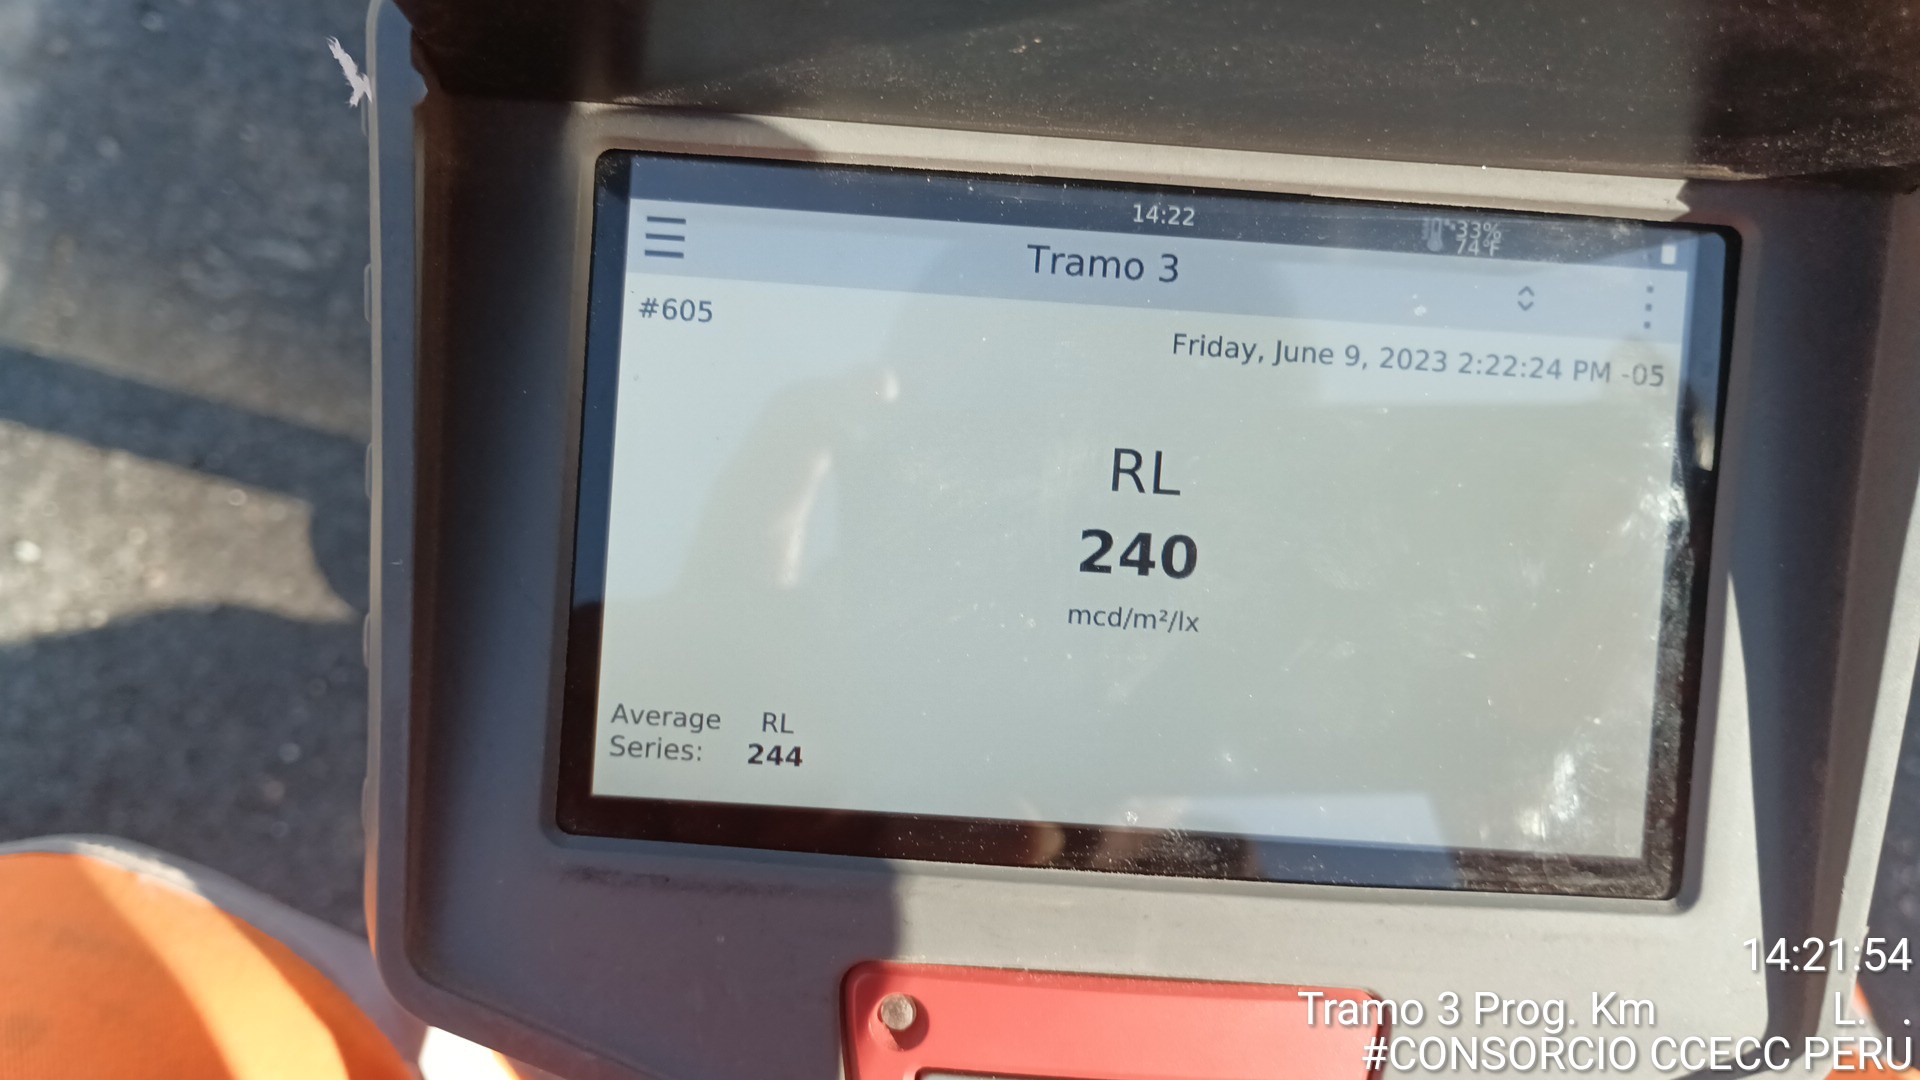 14:22
33%
74°F
Tramo 3
#605
Friday, June 9, 2023 2:22:24 PM -05
RL
240
mcd/m²/lx
Average RL
Series: 244
14:21:54
Tramo 3 Prog. Km L. .
#CONSORCIO CCECC PERU